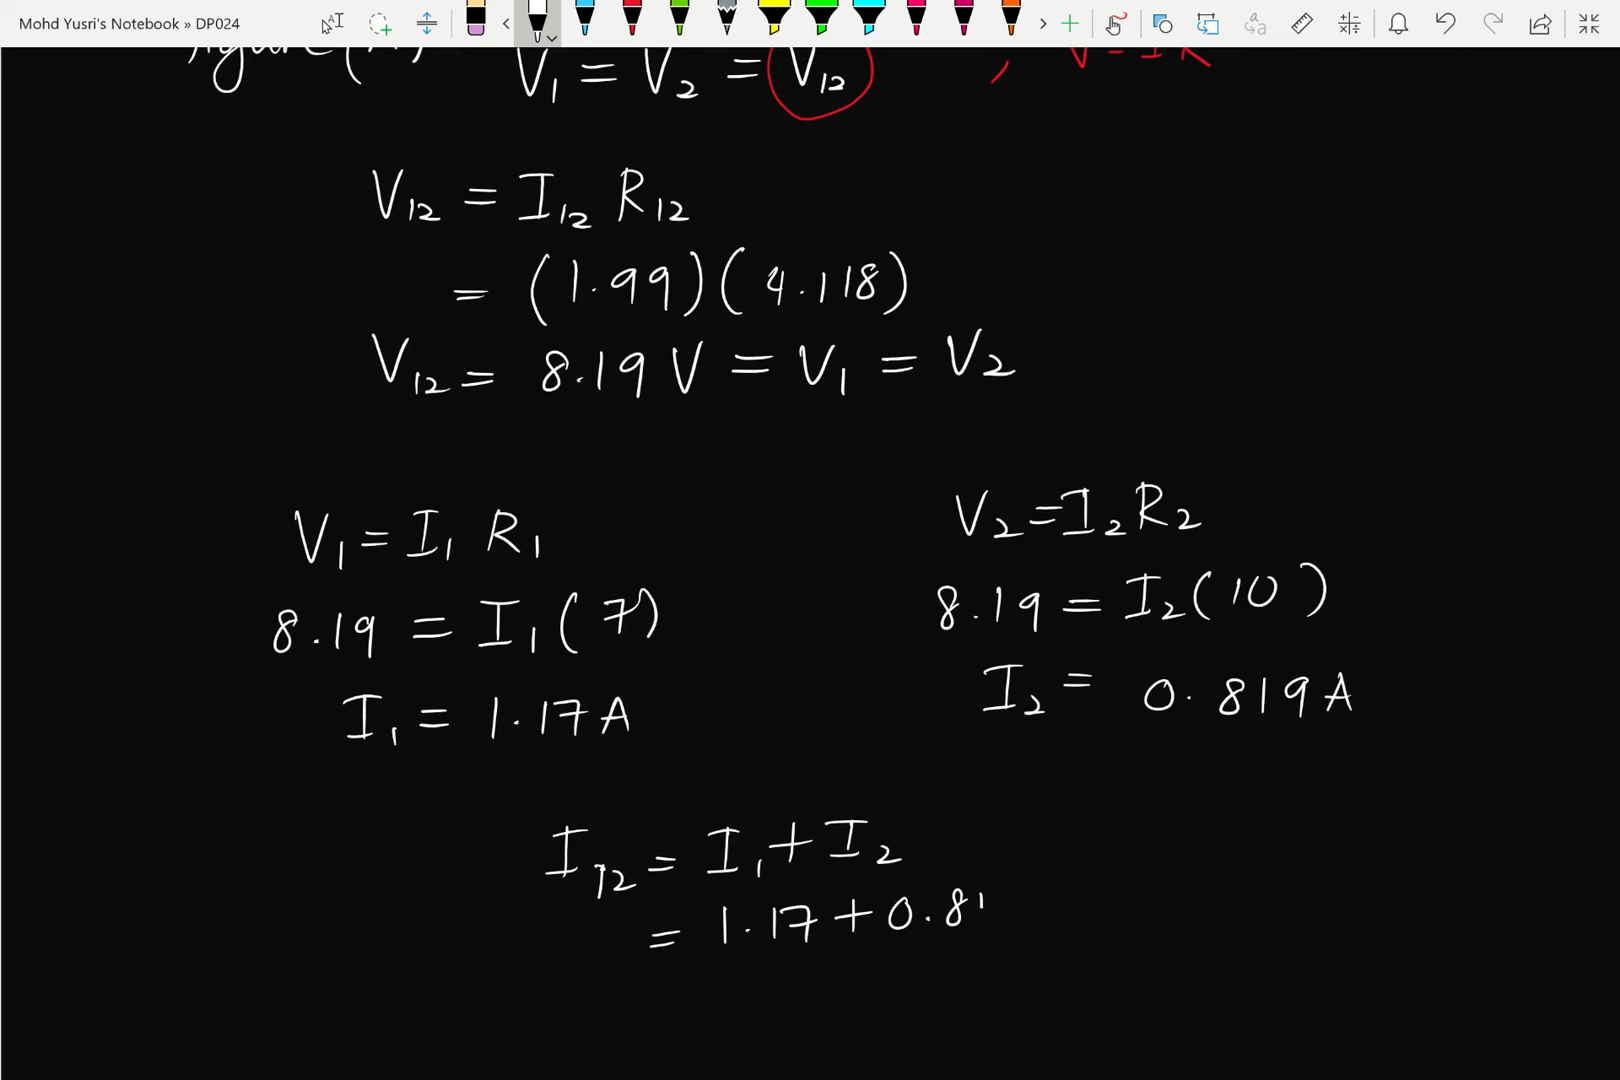 Mohd Yusri's Notebook » DP024
figure
V₁ = V₂ = V₁₂ , V = I R
V₁₂ = I₁₂ R₁₂
= (1.99)(4.118)
V₁₂ = 8.19 V = V₁ = V₂
V₁ = I₁ R₁
8.19 = I₁(7)
I₁ = 1.17 A
V₂ = I₂ R₂
8.19 = I₂(10)
I₂ = 0.819 A
I₁₂ = I₁ + I₂
= 1.17 + 0.81